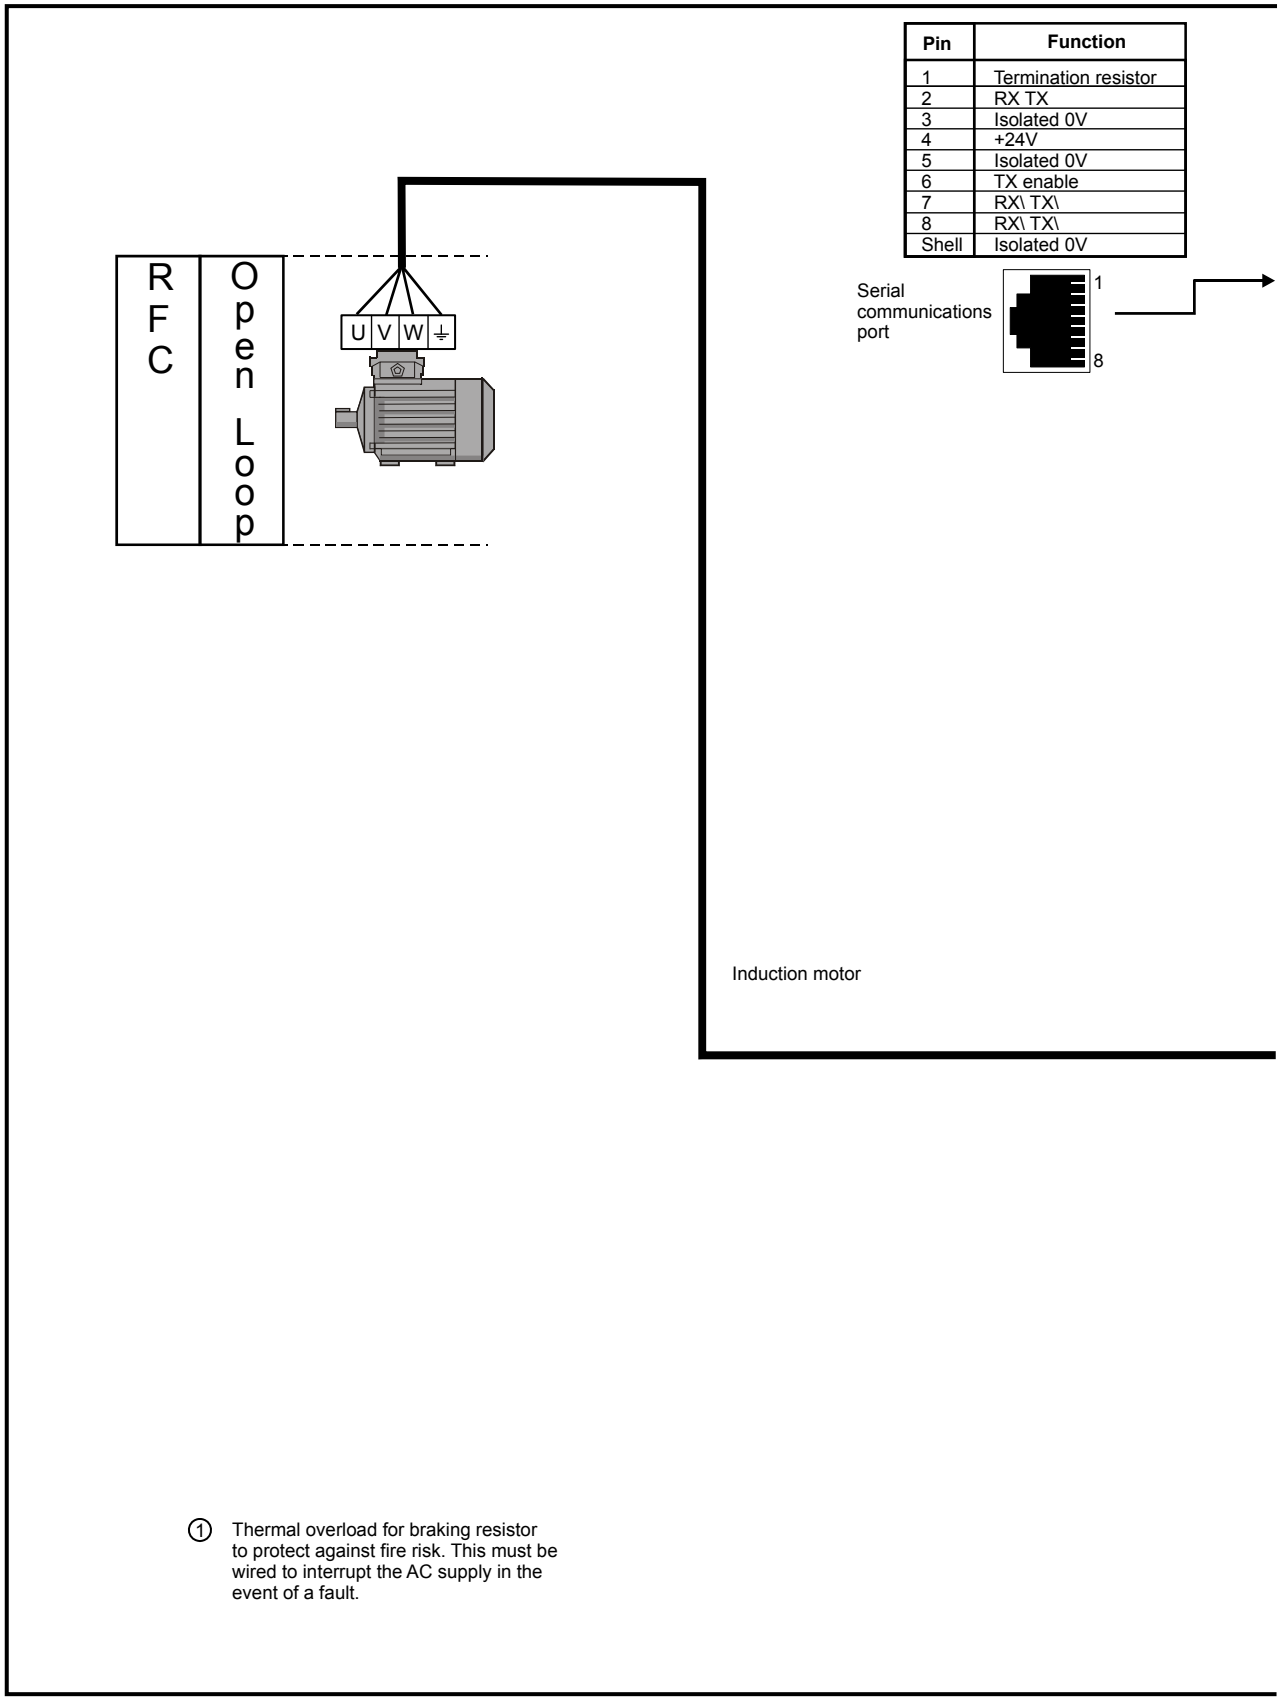 Pin Function
1 Termination resistor
2 RX TX
3 Isolated 0V
4 +24V
5 Isolated 0V
6 TX enable
7 RX\ TX\
8 RX\ TX\
Shell Isolated 0V
Serial
communications
port
1
8
RFC
Open Loop
U V W
Induction motor
1 Thermal overload for braking resistor
to protect against fire risk. This must be
wired to interrupt the AC supply in the
event of a fault.